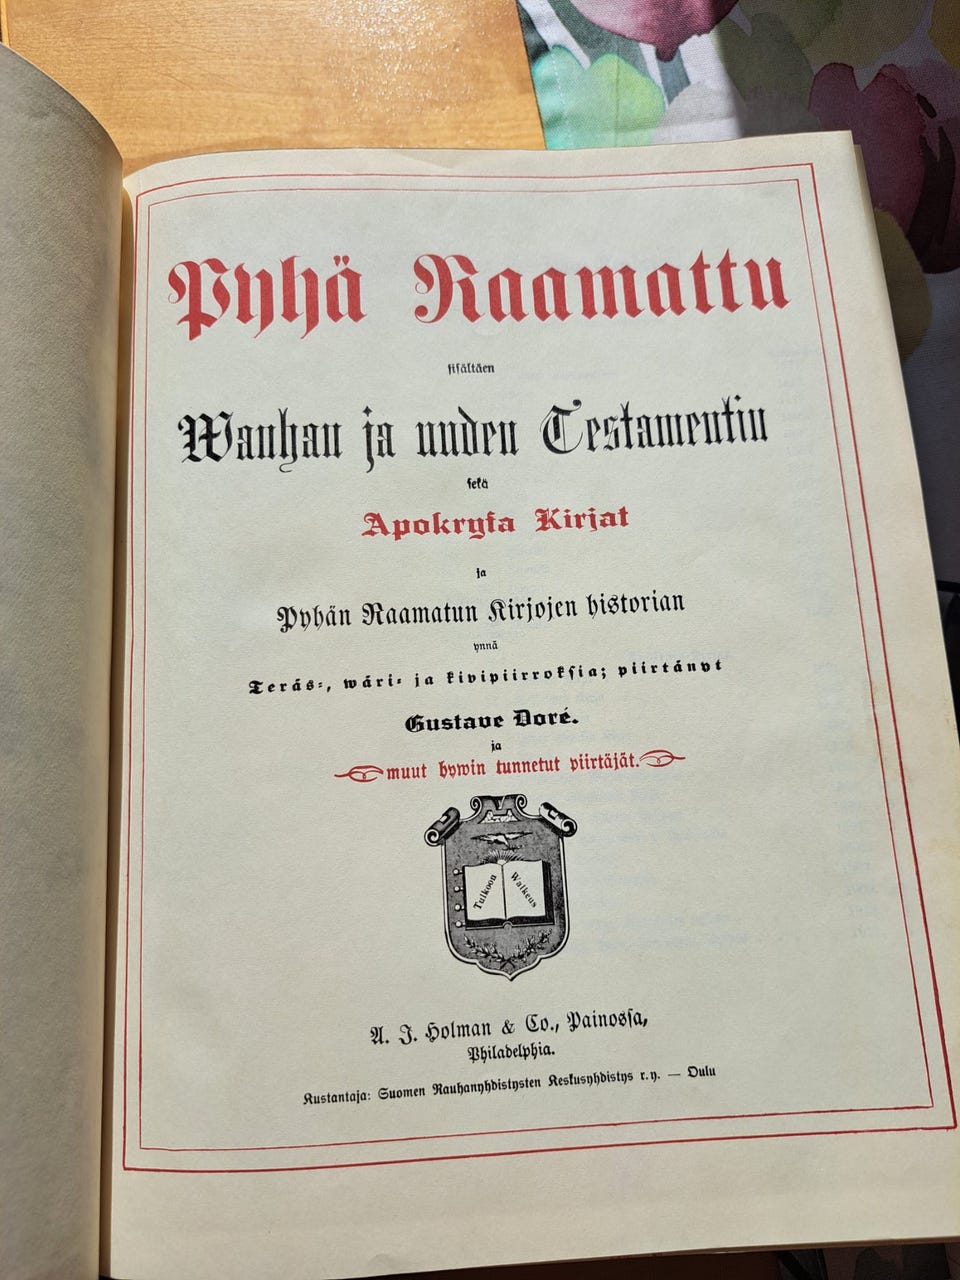 Pyhä Raamattu
sisältäen
Wanhan ja uuden Testamentin
sekä
Apokryfa Kirjat
ja
Pyhän Raamatun Kirjojen historian
ynnä
Teräs-, wäri- ja kivipiirroksia; piirtänyt
Gustave Doré.
ja
muut hywin tunnetut piirtäjät.
Tulkoon Walkeus
A. J. Holman & Co., Painossa,
Philadelphia.
Kustantaja: Suomen Rauhanyhdistysten Keskusyhdistys r.y. — Oulu